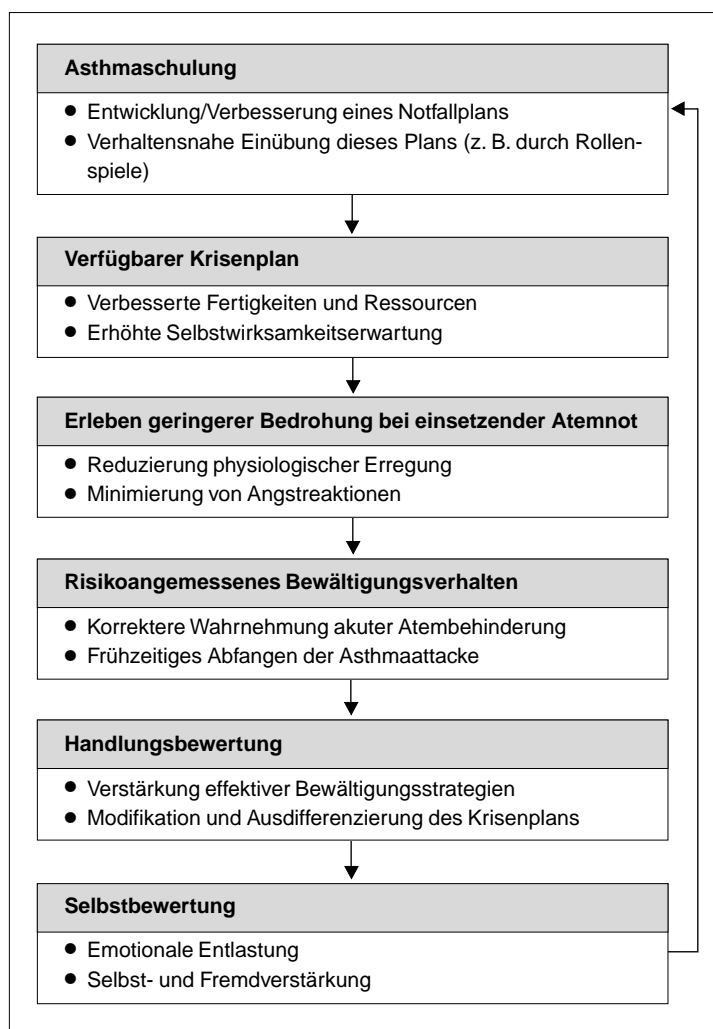 Asthmaschulung
● Entwicklung/Verbesserung eines Notfallplans
● Verhaltensnahe Einübung dieses Plans (z. B. durch Rollen-
spiele)
Verfügbarer Krisenplan
● Verbesserte Fertigkeiten und Ressourcen
● Erhöhte Selbstwirksamkeitserwartung
Erleben geringerer Bedrohung bei einsetzender Atemnot
● Reduzierung physiologischer Erregung
● Minimierung von Angstreaktionen
Risikoangemessenes Bewältigungsverhalten
● Korrektere Wahrnehmung akuter Atembehinderung
● Frühzeitiges Abfangen der Asthmaattacke
Handlungsbewertung
● Verstärkung effektiver Bewältigungsstrategien
● Modifikation und Ausdifferenzierung des Krisenplans
Selbstbewertung
● Emotionale Entlastung
● Selbst- und Fremdverstärkung